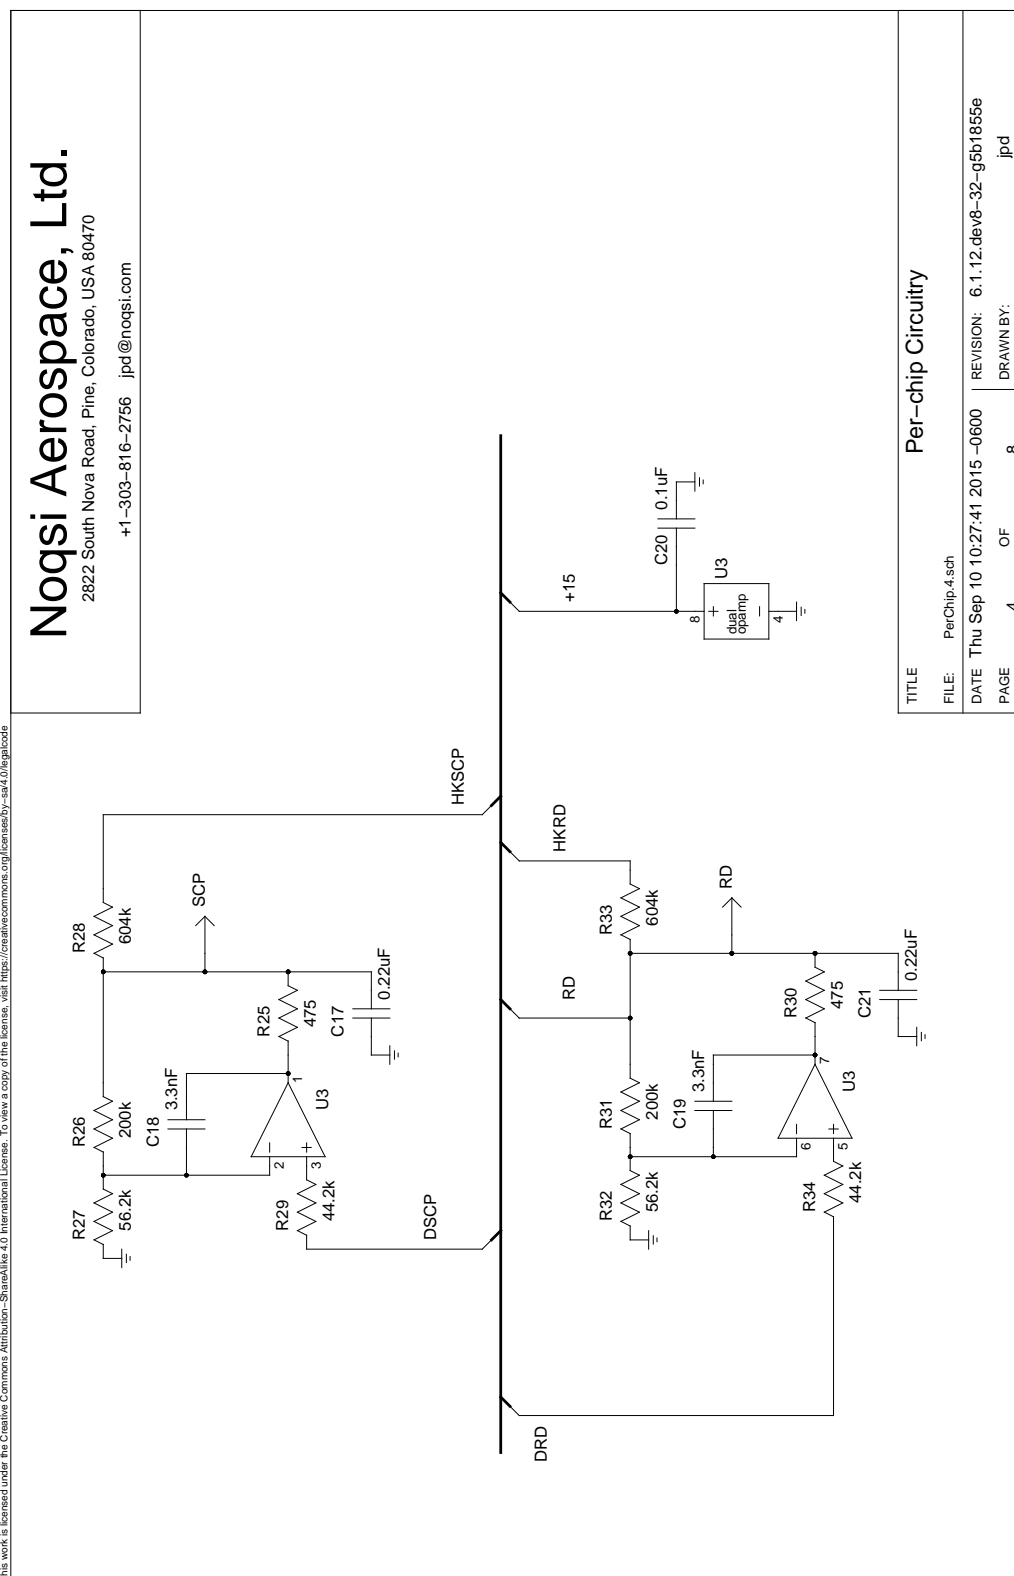 Noqsi Aerospace, Ltd.
2822 South Nova Road, Pine, Colorado, USA 80470
+1−303−816−2756 jpd@noqsi.com
his work is licensed under the Creative Commons Attribution−ShareAlike 4.0 International License. To view a copy of the license, visit https://creativecommons.org/licenses/by−sa/4.0/legalcode
R27
56.2k
R26
200k
R28
604k
C18
3.3nF
SCP
2
3
1
U3
R25
475
C17
0.22uF
R29
44.2k
DSCP
HKSCP
DRD
RD
HKRD
+15
R32
56.2k
R31
200k
R33
604k
C19
3.3nF
RD
6
5
7
U3
R30
475
C21
0.22uF
R34
44.2k
C20
0.1uF
8
dual
opamp
4
U3
TITLE
Per−chip Circuitry
FILE: PerChip.4.sch
DATE Thu Sep 10 10:27:41 2015 −0600
REVISION: 6.1.12.dev8−32−g5b1855e
PAGE 4 OF 8
DRAWN BY: jpd